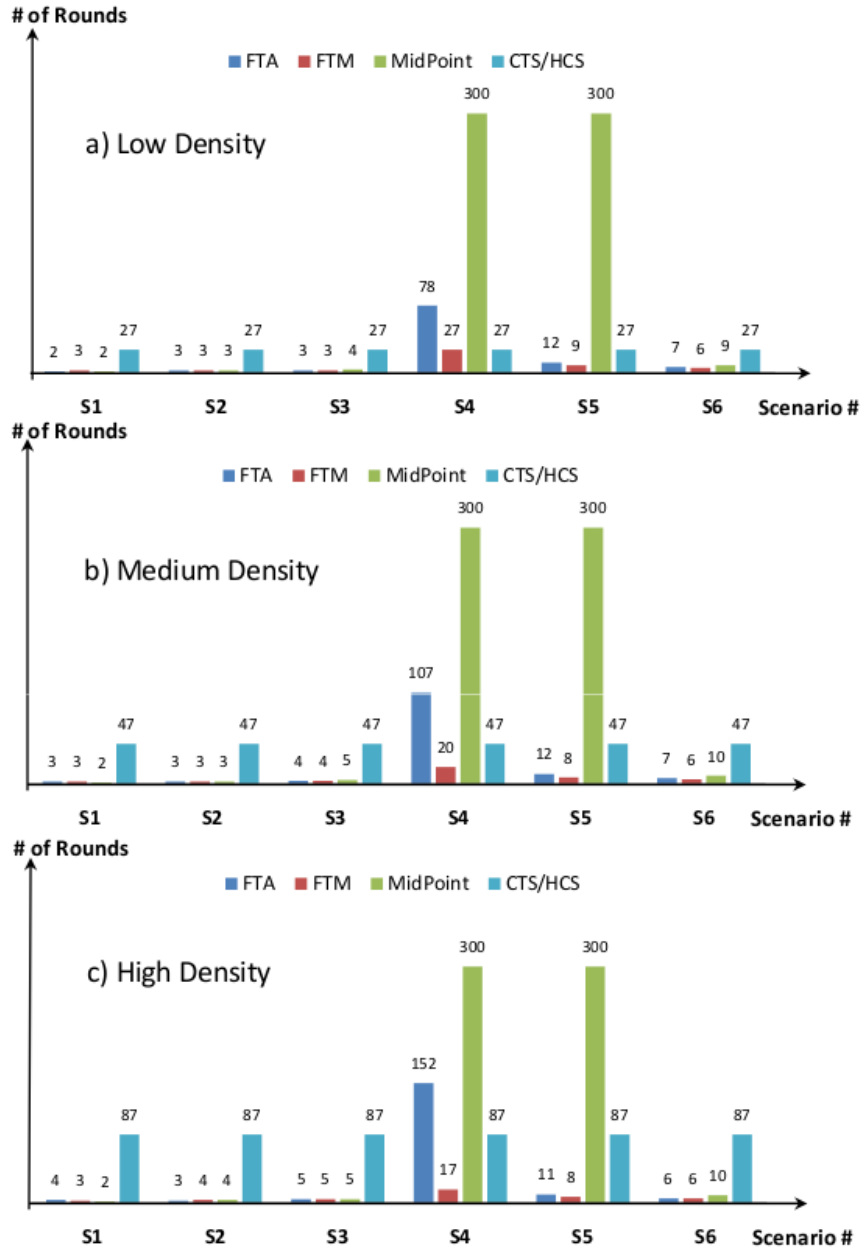 # of Rounds
FTA FTM MidPoint CTS/HCS
300 300
a) Low Density
78
27 27 27 27 27 27 27
2 3 2 3 3 3 3 3 4 12 9 7 6 9
S1 S2 S3 S4 S5 S6 Scenario #
# of Rounds
FTA FTM MidPoint CTS/HCS
300 300
b) Medium Density
107
47 47 47 47 47 47
3 3 2 3 3 3 4 4 5 20 12 8 7 6 10
S1 S2 S3 S4 S5 S6 Scenario #
# of Rounds
FTA FTM MidPoint CTS/HCS
300 300
c) High Density
152
87 87 87 87 87 87
4 3 2 3 4 4 5 5 5 17 11 8 6 6 10
S1 S2 S3 S4 S5 S6 Scenario #